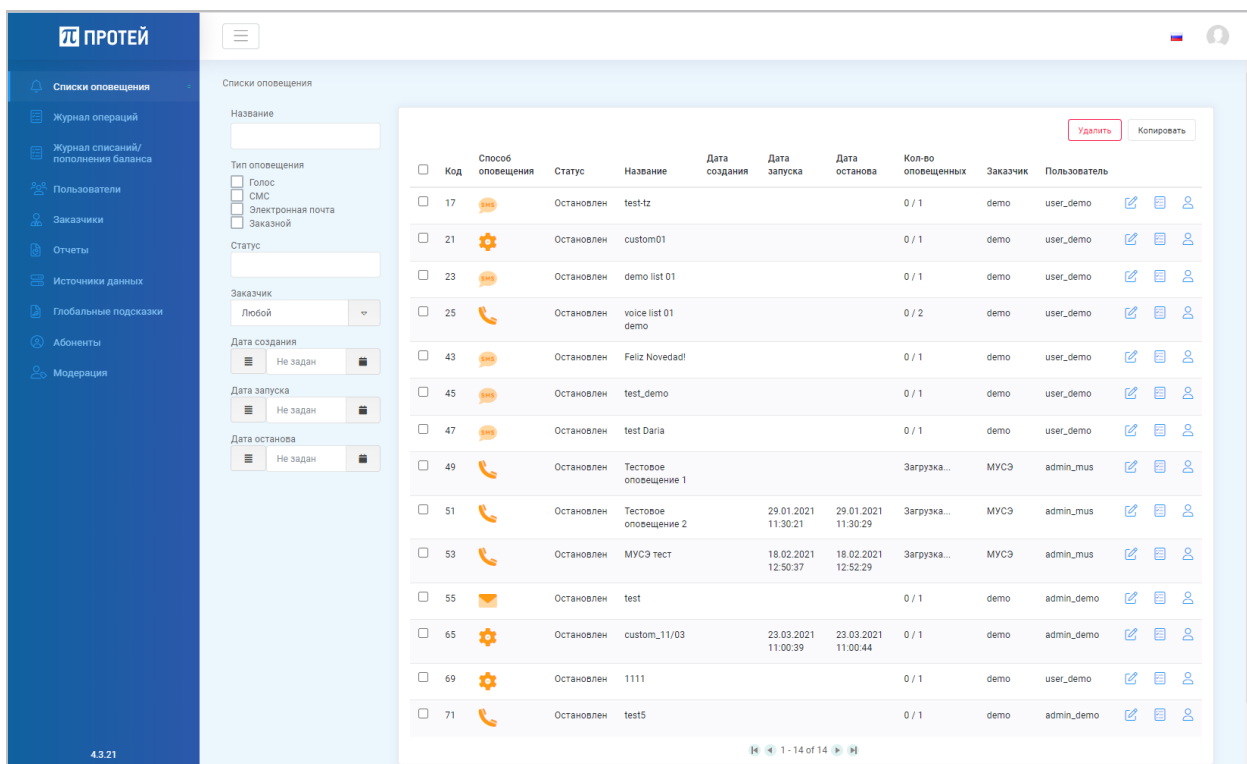 ПРОТЕЙ
Списки оповещения
Журнал операций
Журнал списаний/
пополнения баланса
Пользователи
Заказчики
Отчеты
Источники данных
Глобальные подсказки
Абоненты
Модерация
4.3.21
Списки оповещения
Название
Тип оповещения
Голос
СМС
Электронная почта
Заказной
Статус
Заказчик
Любой
Дата создания
Не задан
Дата запуска
Не задан
Дата останова
Не задан
Удалить Копировать
Код Способ оповещения Статус Название Дата создания Дата запуска Дата останова Кол-во оповещенных Заказчик Пользователь
17 SMS Остановлен test-tz 0 / 1 demo user_demo
21 Остановлен custom01 0 / 1 demo user_demo
23 SMS Остановлен demo list 01 0 / 1 demo user_demo
25 Остановлен voice list 01 0 / 2 demo user_demo
demo
43 SMS Остановлен Feliz Novedad! 0 / 1 demo user_demo
45 SMS Остановлен test_demo 0 / 1 demo user_demo
47 SMS Остановлен test Daria 0 / 1 demo user_demo
49 Остановлен Тестовое Загрузка... МУСЭ admin_mus
оповещение 1
51 Остановлен Тестовое 29.01.2021 29.01.2021 Загрузка... МУСЭ admin_mus
оповещение 2 11:30:21 11:30:29
53 Остановлен МУСЭ тест 18.02.2021 18.02.2021 Загрузка... МУСЭ admin_mus
12:50:37 12:52:29
55 Остановлен test 0 / 1 demo admin_demo
65 Остановлен custom_11/03 23.03.2021 23.03.2021 0 / 1 demo admin_demo
11:00:39 11:00:44
69 Остановлен 1111 0 / 1 demo user_demo
71 Остановлен test5 0 / 1 demo admin_demo
1 - 14 of 14